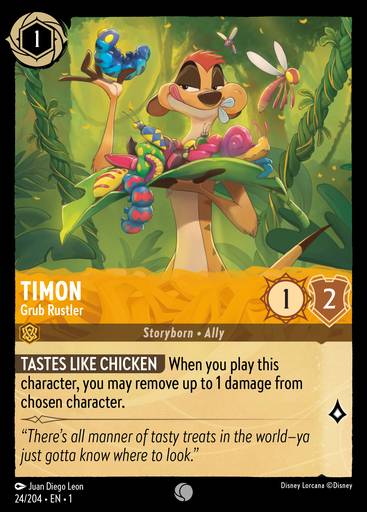 1
TIMON
Grub Rustler
1 2
Storyborn • Ally
TASTES LIKE CHICKEN When you play this
character, you may remove up to 1 damage from
chosen character.
“There’s all manner of tasty treats in the world—ya
just gotta know where to look.”
Juan Diego Leon
Disney Lorcana ©Disney
24/204 • EN • 1